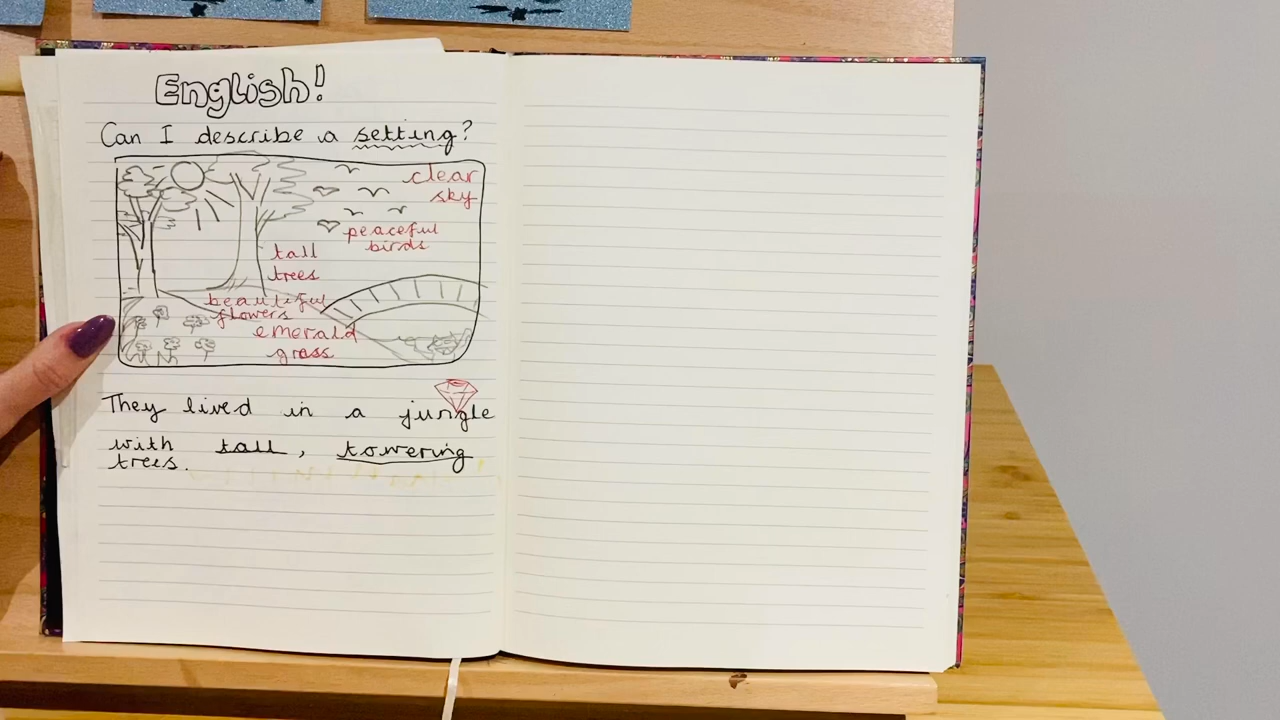 English!
Can I describe a setting?
clear
sky
peaceful
birds
tall
trees
beautiful
flowers
emerald
grass
They lived in a jungle
with tall, towering
trees.